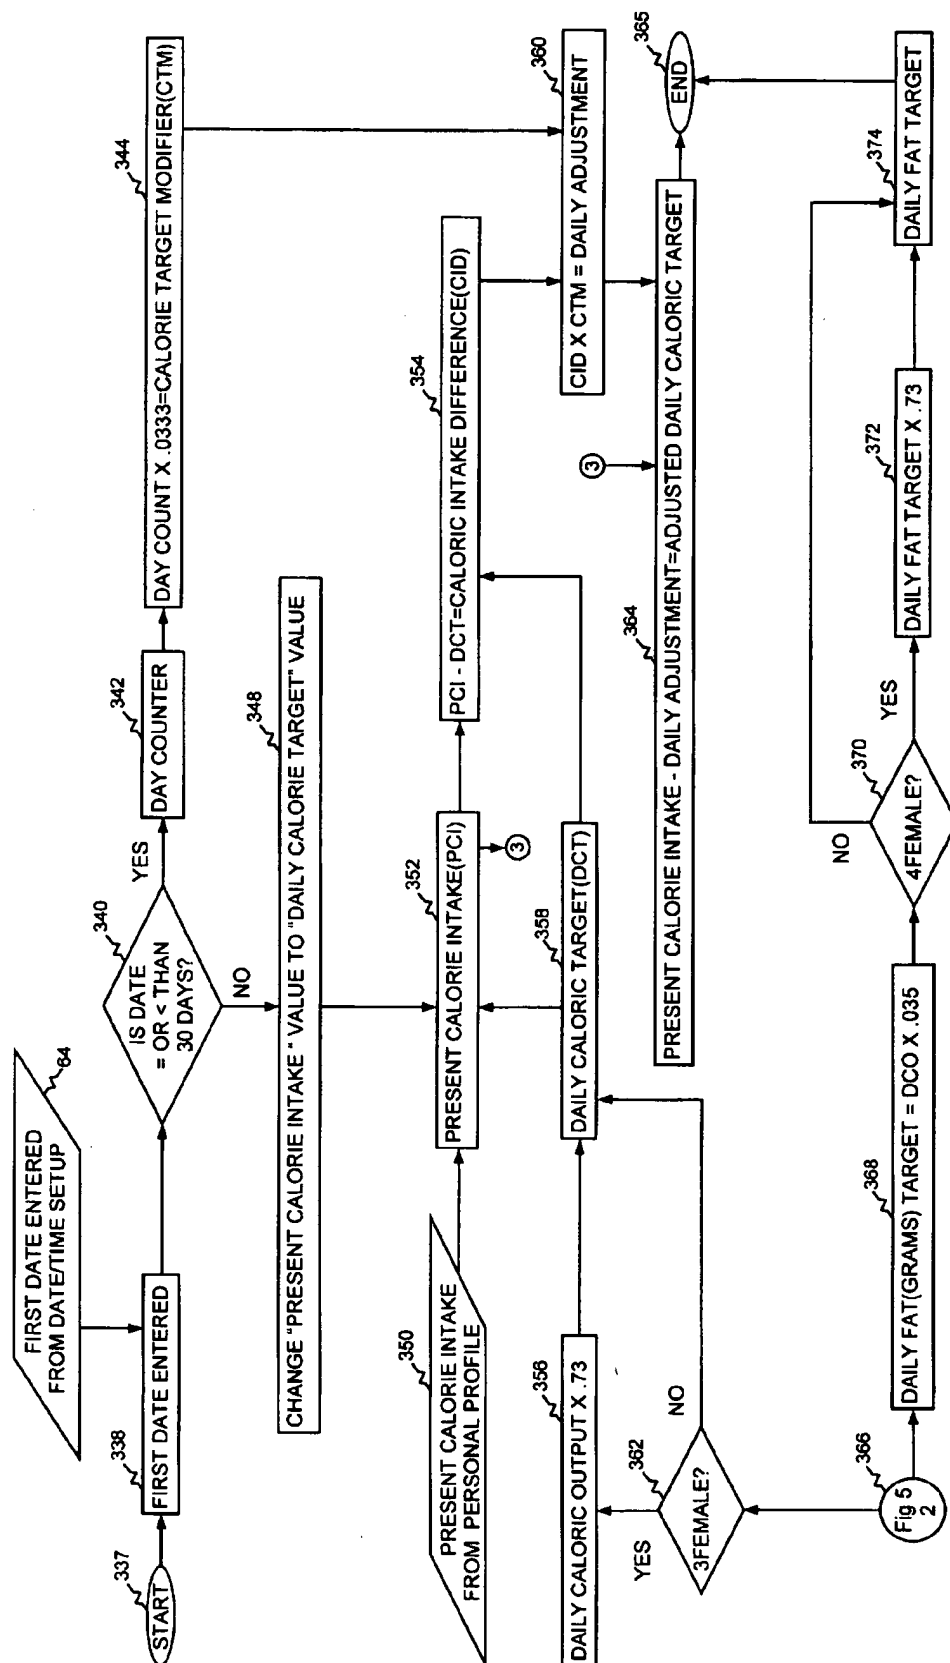 337
START
338
FIRST DATE ENTERED
64
FIRST DATE ENTERED
FROM DATE/TIME SETUP
340
IS DATE
= OR < THAN
30 DAYS?
YES
NO
342
DAY COUNTER
344
DAY COUNT X .0333=CALORIE TARGET MODIFIER(CTM)
348
CHANGE "PRESENT CALORIE INTAKE " VALUE TO "DAILY CALORIE TARGET" VALUE
350
PRESENT CALORIE INTAKE
FROM PERSONAL PROFILE
352
PRESENT CALORIE INTAKE(PCI)
3
354
PCI - DCT=CALORIC INTAKE DIFFERENCE(CID)
356
DAILY CALORIC OUTPUT X .73
358
DAILY CALORIC TARGET(DCT)
360
CID X CTM = DAILY ADJUSTMENT
362
3FEMALE?
YES
NO
3
364
PRESENT CALORIE INTAKE - DAILY ADJUSTMENT=ADJUSTED DAILY CALORIC TARGET
365
END
366
Fig 5
2
368
DAILY FAT(GRAMS) TARGET = DCO X .035
370
4FEMALE?
NO
YES
372
DAILY FAT TARGET X .73
374
DAILY FAT TARGET